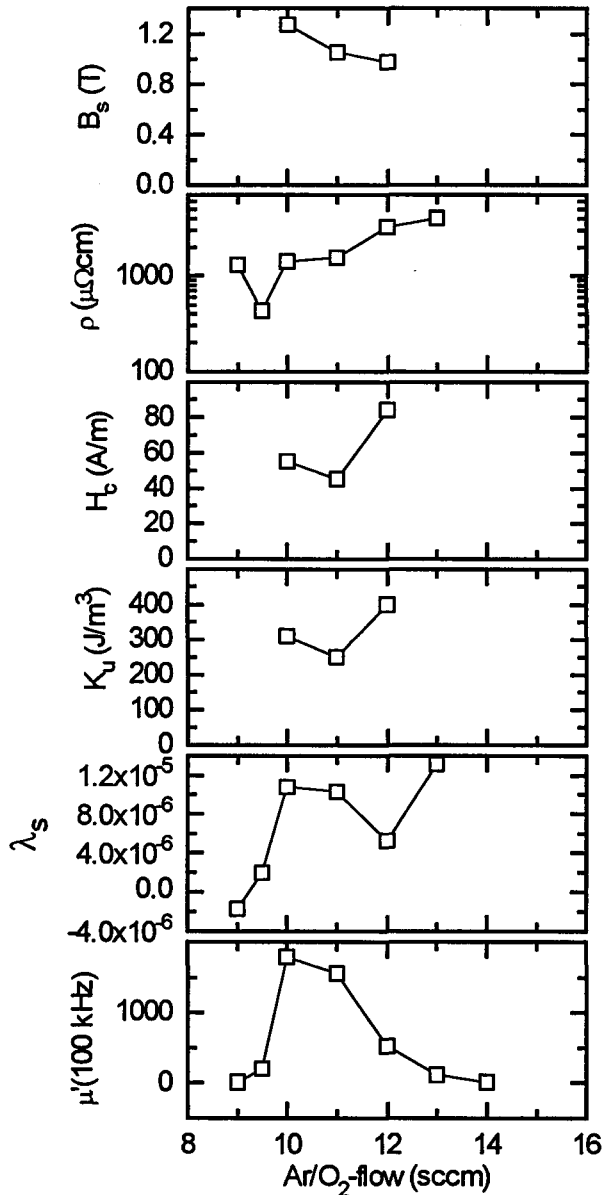 1.2
0.8
0.4
0.0
B_s (T)
1000
100
ρ (μΩcm)
80
60
40
20
0
H_c (A/m)
400
300
200
100
0
K_u (J/m³)
1.2x10⁻⁵
8.0x10⁻⁶
4.0x10⁻⁶
0.0
-4.0x10⁻⁶
λ_s
1000
0
μ'(100 kHz)
8 10 12 14 16
Ar/O₂-flow (sccm)